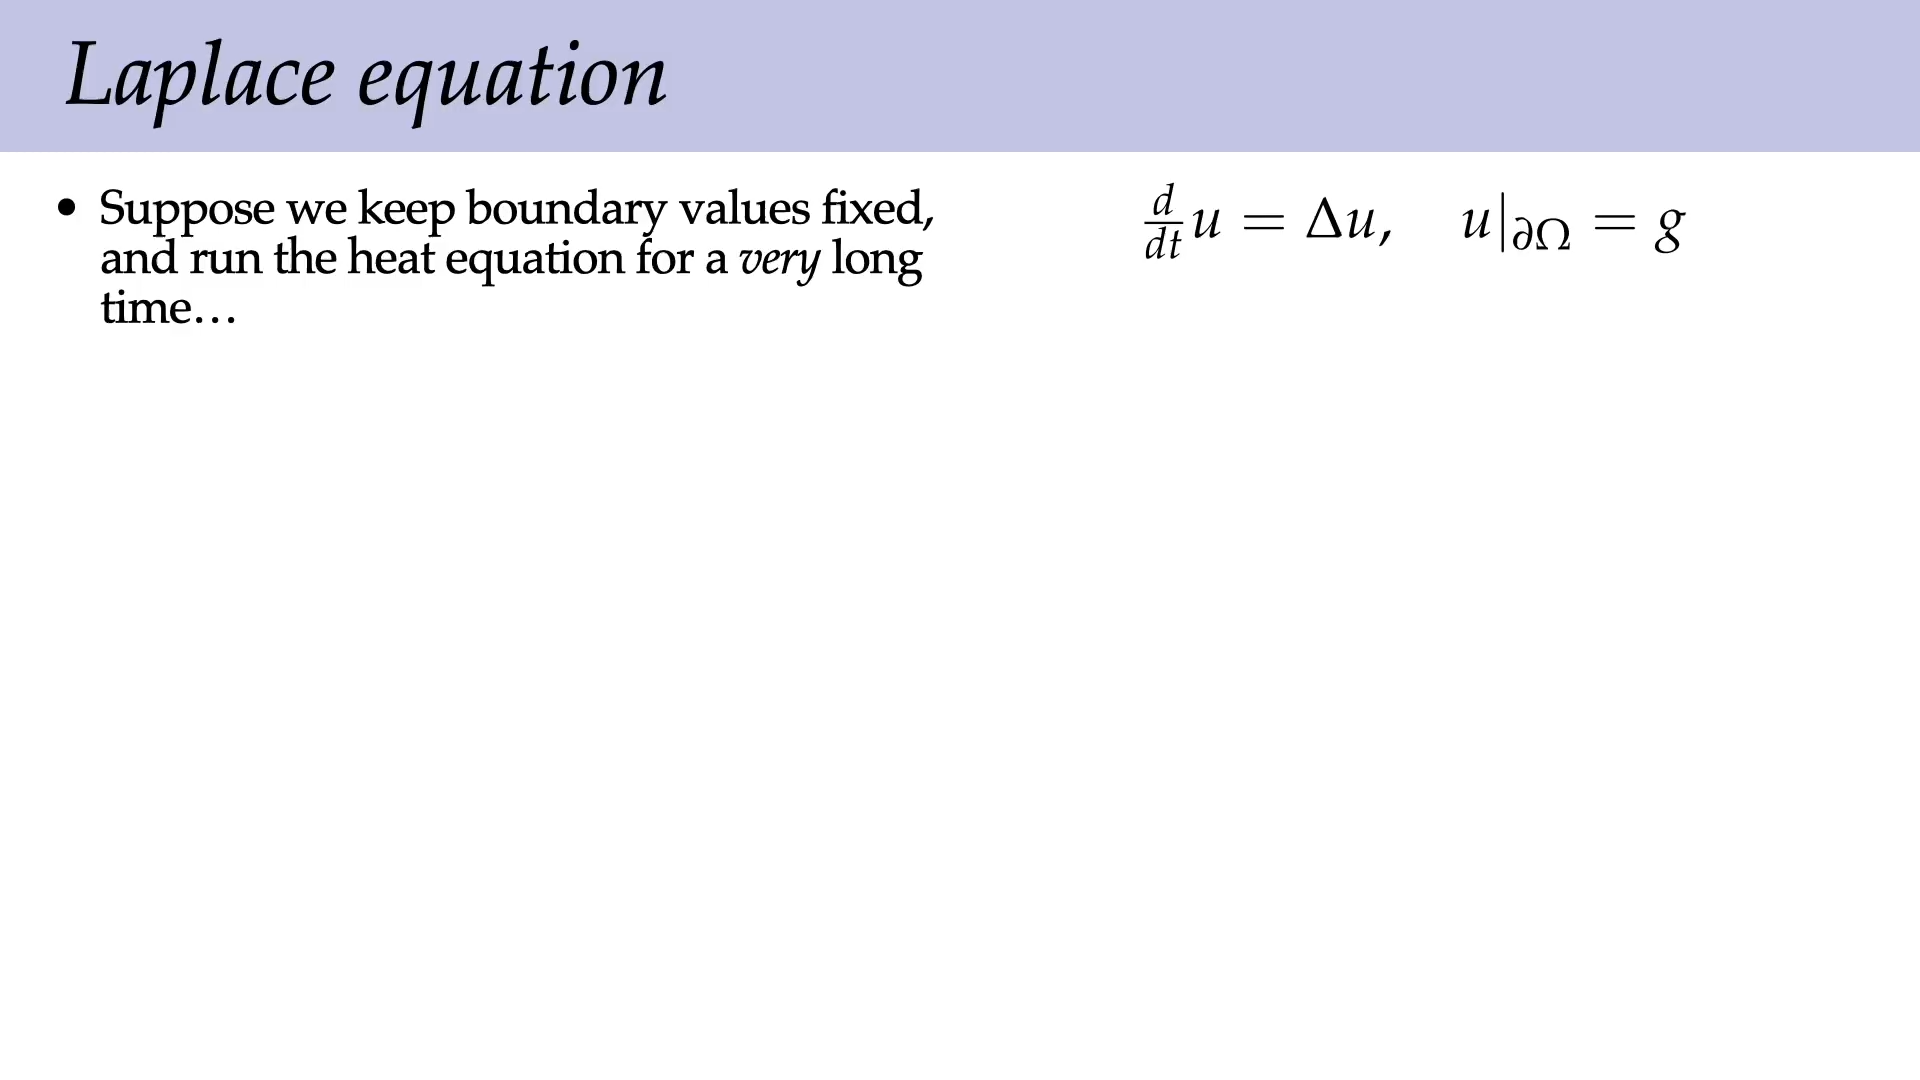 Laplace equation
• Suppose we keep boundary values fixed,
and run the heat equation for a very long
time…
d/dt u = Δu, u|∂Ω = g